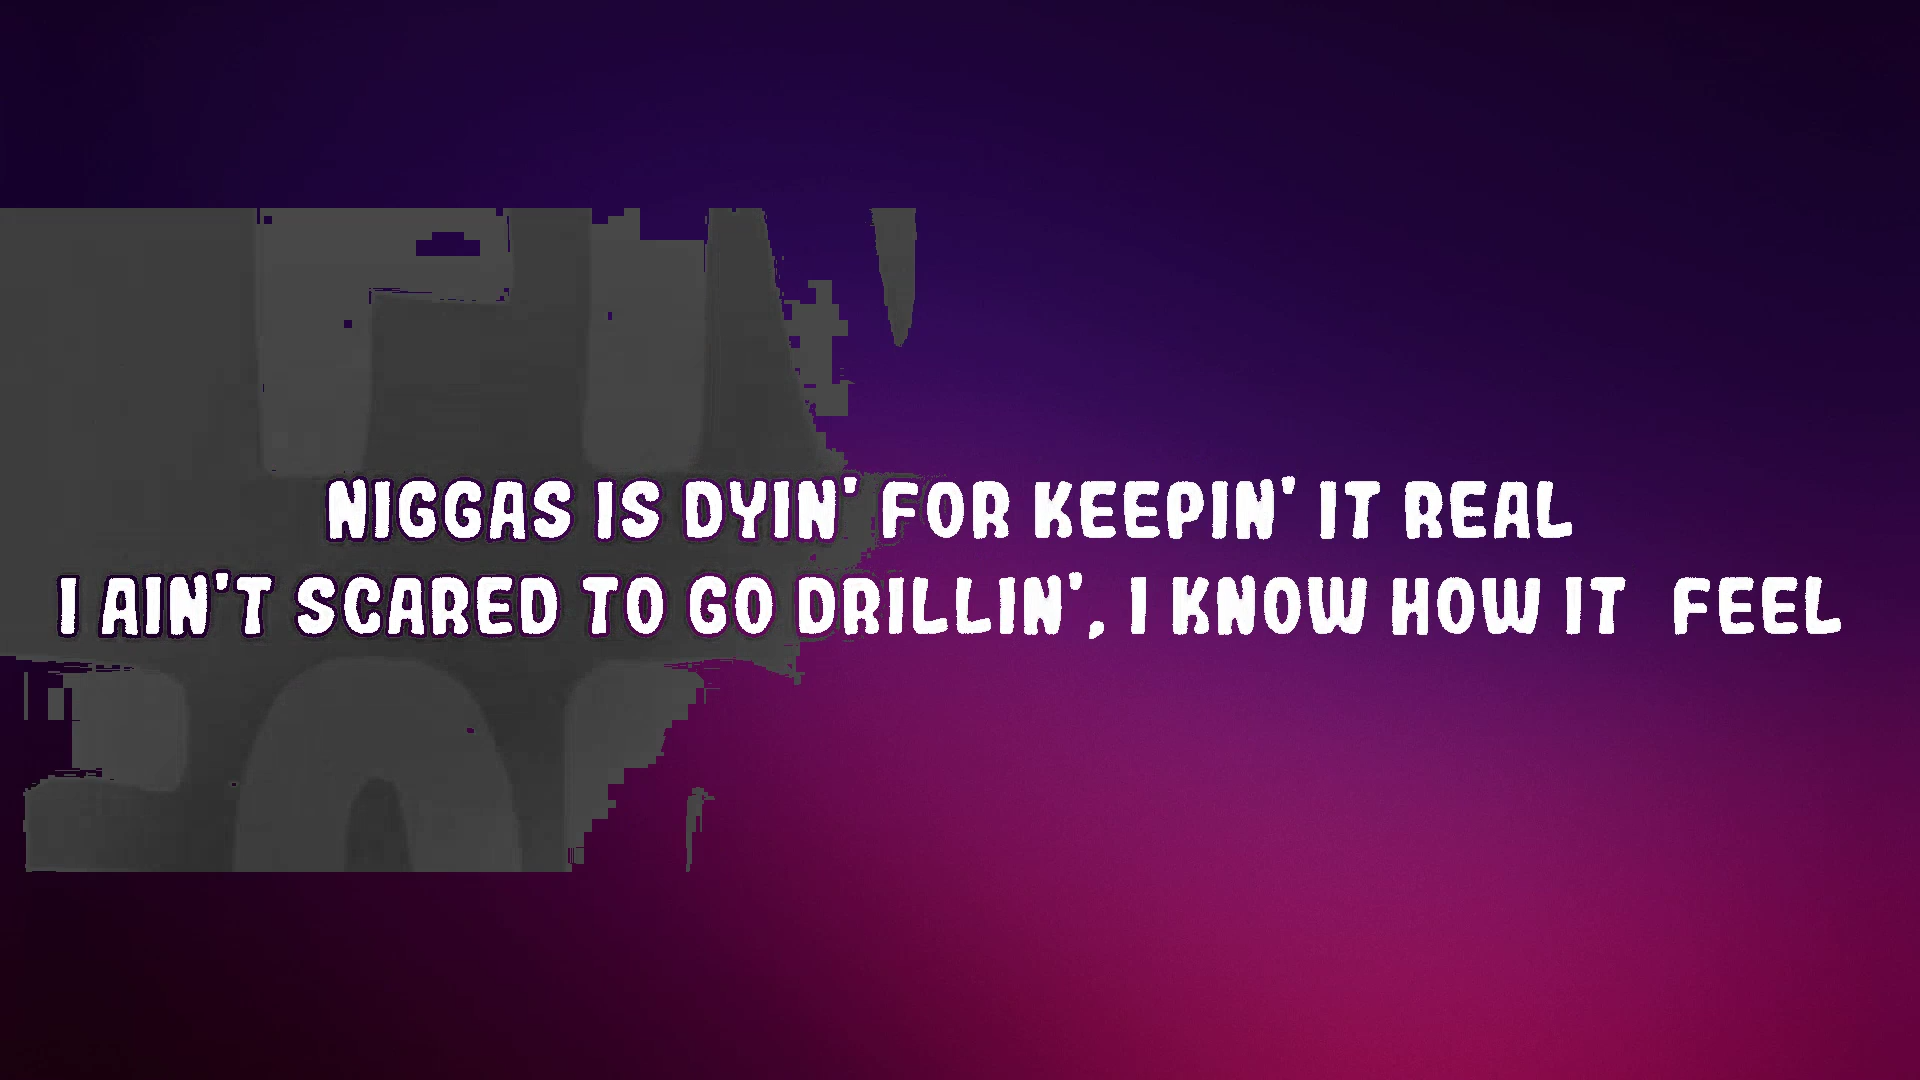 NIGGAS IS DYIN' FOR KEEPIN' IT REAL
I AIN'T SCARED TO GO DRILLIN', I KNOW HOW IT FEEL